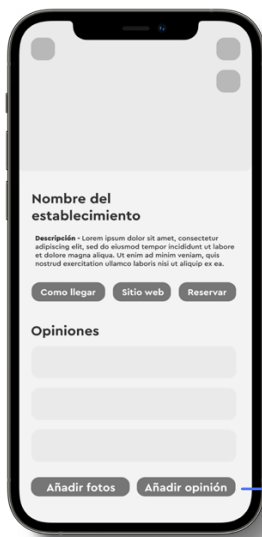 Nombre del
establecimiento
Descripción - Lorem ipsum dolor sit amet, consectetur
adipiscing elit, sed do eiusmod tempor incididunt ut labore
et dolore magna aliqua. Ut enim ad minim veniam, quis
nostrud exercitation ullamco laboris nisi ut aliquip ex ea.
Como llegar Sitio web Reservar
Opiniones
Añadir fotos Añadir opinión